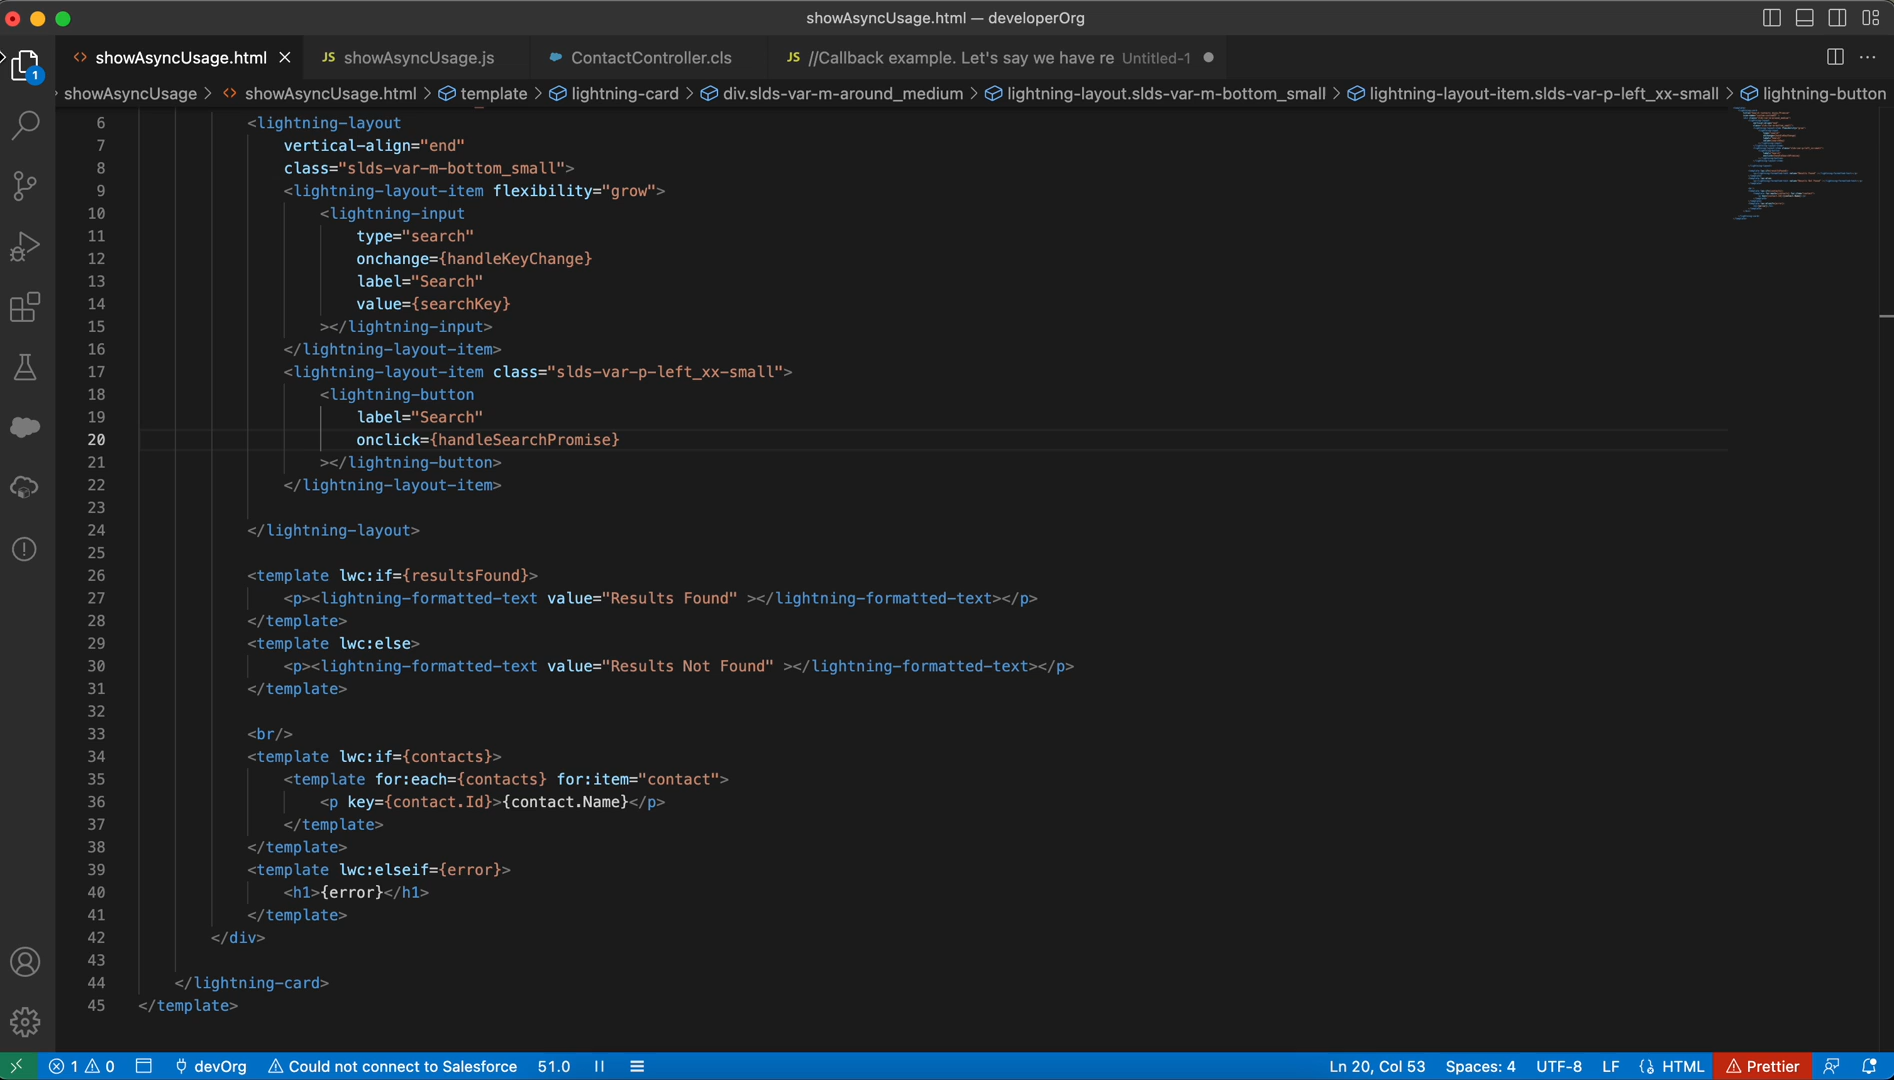 showAsyncUsage.html — developerOrg
showAsyncUsage.html
JS showAsyncUsage.js
ContactController.cls
JS //Callback example. Let's say we have re Untitled-1
1
showAsyncUsage > showAsyncUsage.html > template > lightning-card > div.slds-var-m-around_medium > lightning-layout.slds-var-m-bottom_small > lightning-layout-item.slds-var-p-left_xx-small > lightning-button
6 <lightning-layout
7 vertical-align="end"
8 class="slds-var-m-bottom_small">
9 <lightning-layout-item flexibility="grow">
10 <lightning-input
11 type="search"
12 onchange={handleKeyChange}
13 label="Search"
14 value={searchKey}
15 ></lightning-input>
16 </lightning-layout-item>
17 <lightning-layout-item class="slds-var-p-left_xx-small">
18 <lightning-button
19 label="Search"
20 onclick={handleSearchPromise}
21 ></lightning-button>
22 </lightning-layout-item>
23
24 </lightning-layout>
25
26 <template lwc:if={resultsFound}>
27 <p><lightning-formatted-text value="Results Found" ></lightning-formatted-text></p>
28 </template>
29 <template lwc:else>
30 <p><lightning-formatted-text value="Results Not Found" ></lightning-formatted-text></p>
31 </template>
32
33 <br/>
34 <template lwc:if={contacts}>
35 <template for:each={contacts} for:item="contact">
36 <p key={contact.Id}>{contact.Name}</p>
37 </template>
38 </template>
39 <template lwc:elseif={error}>
40 <h1>{error}</h1>
41 </template>
42 </div>
43
44 </lightning-card>
45 </template>
1 0 devOrg Could not connect to Salesforce 51.0 Ln 20, Col 53 Spaces: 4 UTF-8 LF HTML Prettier